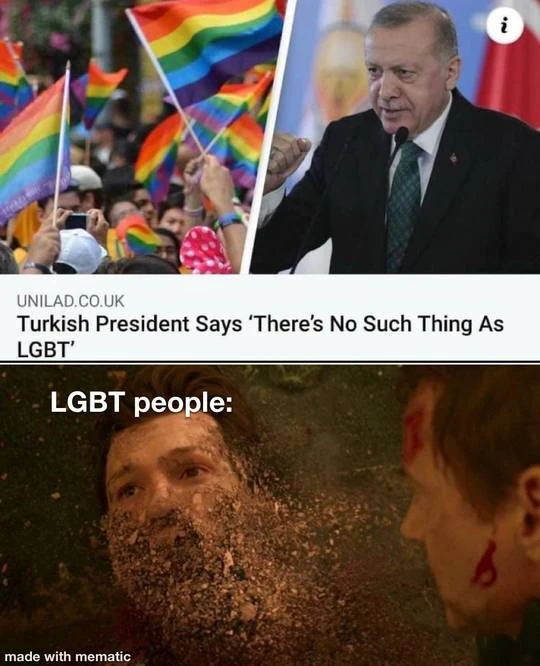 i
UNILAD.CO.UK
Turkish President Says ‘There’s No Such Thing As
LGBT’
LGBT people:
made with mematic